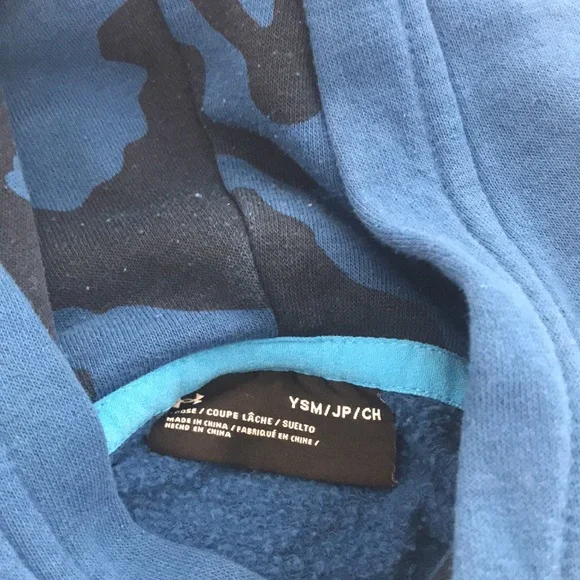 YSM/JP/CH
/ COUPE LÂCHE / SUELTO
MADE IN CHINA / FABRIQUÉ EN CHINE /
HECHO EN CHINA